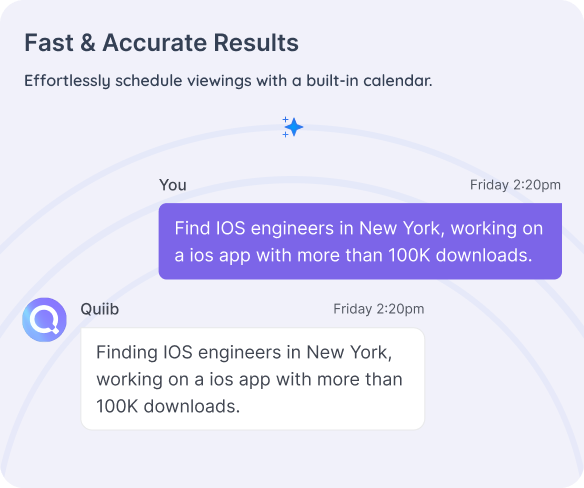 Fast & Accurate Results
Effortlessly schedule viewings with a built-in calendar.
You
Friday 2:20pm
Find IOS engineers in New York, working on
a ios app with more than 100K downloads.
Quiib
Friday 2:20pm
Finding IOS engineers in New York,
working on a ios app with more than
100K downloads.